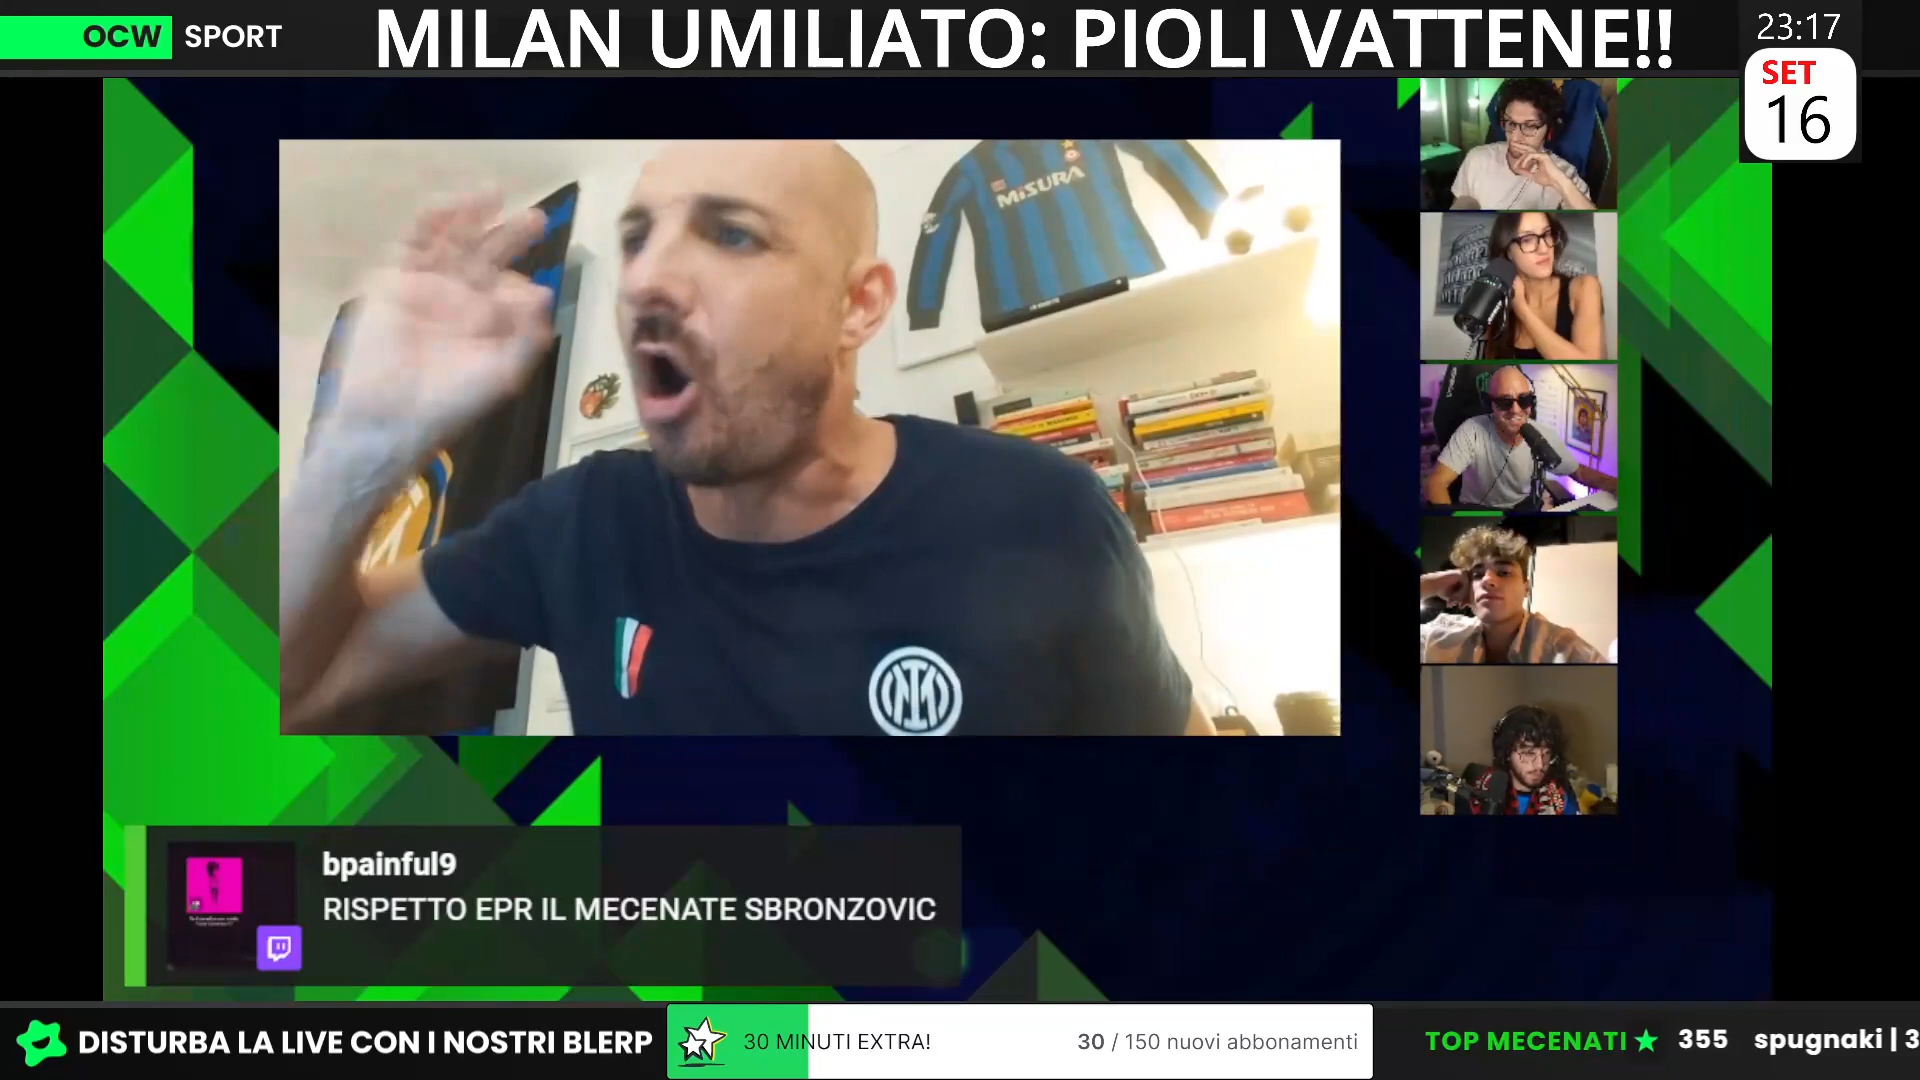 OCW SPORT
MILAN UMILIATO: PIOLI VATTENE!!
23:17
SET
16
MISURA
bpainful9
RISPETTO EPR IL MECENATE SBRONZOVIC
DISTURBA LA LIVE CON I NOSTRI BLERP
30 MINUTI EXTRA!
30 / 150 nuovi abbonamenti
TOP MECENATI
355
spugnaki | 3